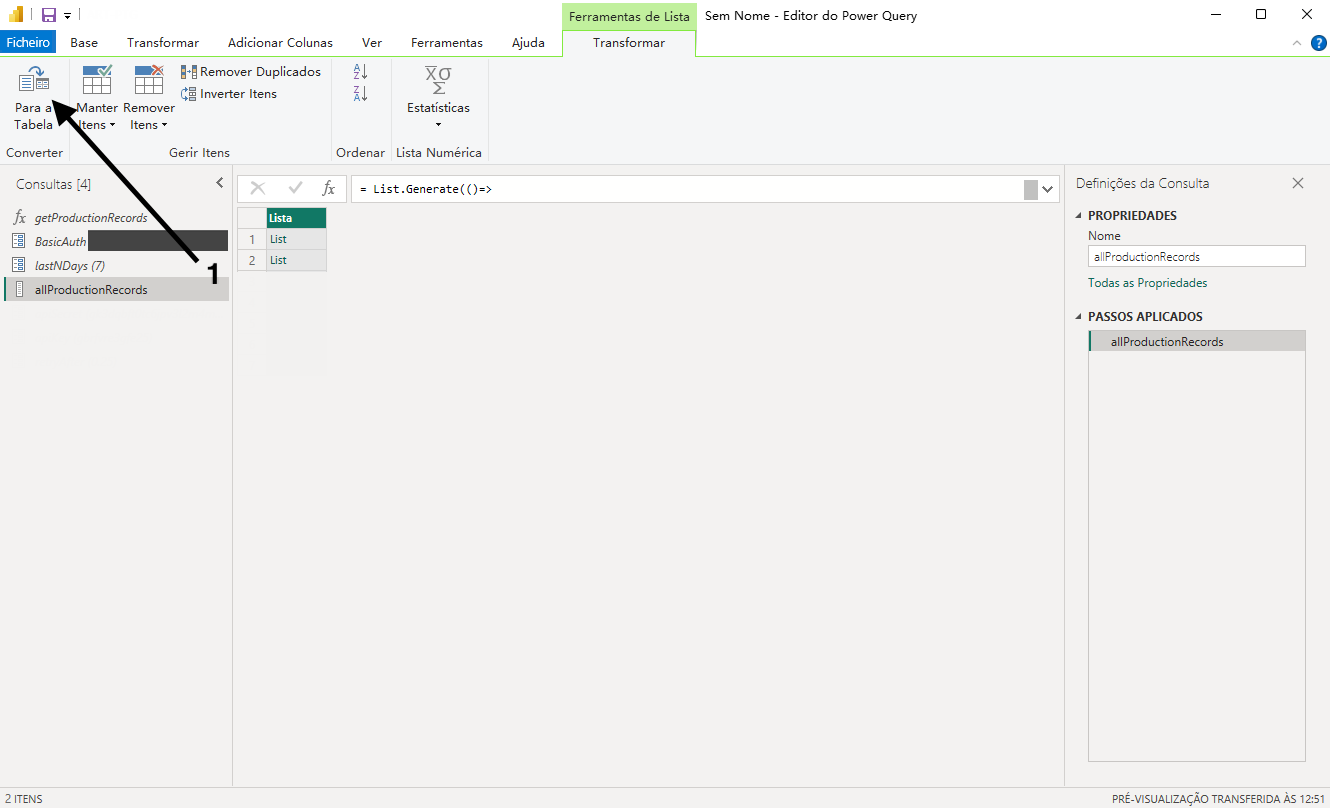 Ferramentas de Lista
Sem Nome - Editor do Power Query
Ficheiro
Base
Transformar
Adicionar Colunas
Ver
Ferramentas
Ajuda
Transformar
?
Para a
Tabela
Manter
Itens
Remover
Itens
Remover Duplicados
Inverter Itens
A
Z
Z
A
XσΣ
Estatísticas
Converter
Gerir Itens
Ordenar
Lista Numérica
Consultas [4]
fx getProductionRecords
BasicAuth
lastNDays (7)
allProductionRecords
1
fx
= List.Generate(()=>
Lista
1 List
2 List
Definições da Consulta
PROPRIEDADES
Nome
allProductionRecords
Todas as Propriedades
PASSOS APLICADOS
allProductionRecords
2 ITENS
PRÉ-VISUALIZAÇÃO TRANSFERIDA ÀS 12:51